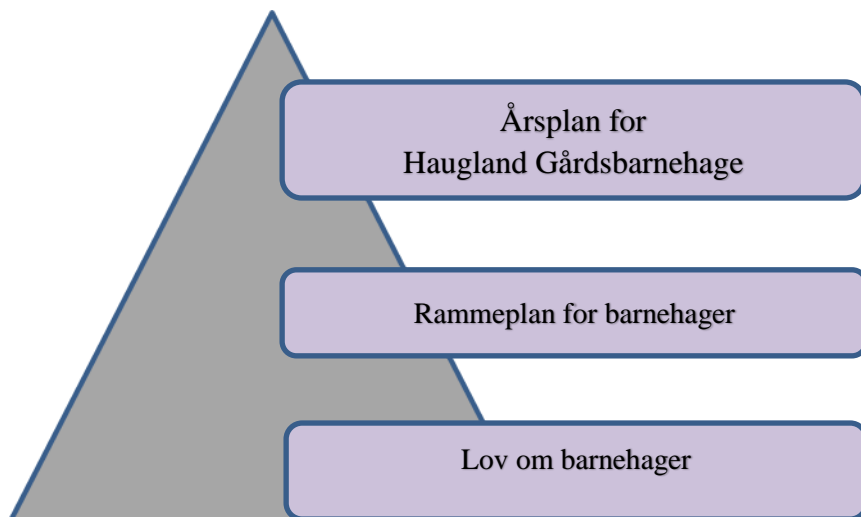 Årsplan for
Haugland Gårdsbarnehage
Rammeplan for barnehager
Lov om barnehager